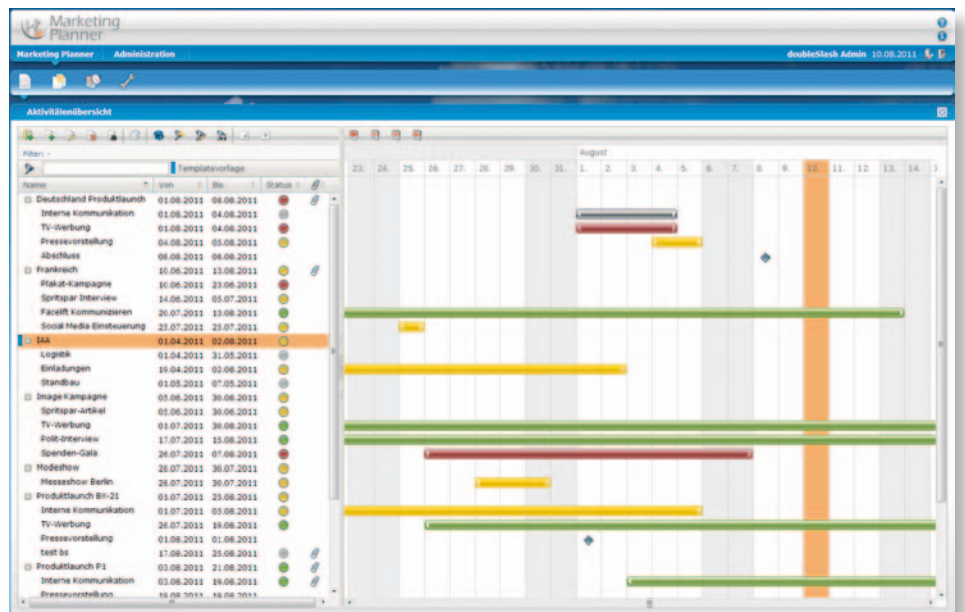 Marketing
Planner
Marketing Planner Administration doubleSlash Admin 10.08.2011
Aktivitätenübersicht
Filter: -
Templatevorlage
August
23. 24. 25. 26. 27. 28. 29. 30. 31. 1. 2. 3. 4. 5. 6. 7. 8. 9. 10. 11. 12. 13. 14.
Name Von Bis Status
Deutschland Produktlaunch 01.08.2011 08.08.2011
Interne Kommunikation 01.08.2011 04.08.2011
TV-Werbung 01.08.2011 04.08.2011
Pressevorstellung 04.08.2011 05.08.2011
Abschluss 08.08.2011 08.08.2011
Frankreich 10.06.2011 13.08.2011
Plakat-Kampagne 10.06.2011 23.06.2011
Spritspar Interview 14.06.2011 05.07.2011
Facelift Kommunizieren 20.07.2011 13.08.2011
Social Media Einsteuerung 25.07.2011 25.07.2011
IAA 01.04.2011 02.08.2011
Logistik 01.04.2011 31.05.2011
Einladungen 19.04.2011 02.08.2011
Standbau 01.05.2011 07.05.2011
Image Kampagne 05.06.2011 30.08.2011
Spritspar-Artikel 05.06.2011 30.06.2011
TV-Werbung 01.07.2011 30.08.2011
Polit-Interview 17.07.2011 15.08.2011
Spenden-Gala 26.07.2011 07.08.2011
Modeshow 28.07.2011 30.07.2011
Messeshow Berlin 28.07.2011 30.07.2011
Produktlaunch BX-21 01.07.2011 25.08.2011
Interne Kommunikation 01.07.2011 05.08.2011
TV-Werbung 26.07.2011 19.08.2011
Pressevorstellung 01.08.2011 01.08.2011
test bs 17.08.2011 25.08.2011
Produktlaunch P1 03.08.2011 21.08.2011
Interne Kommunikation 03.08.2011 19.08.2011
Pressevorstellung 19.08.2011 19.08.2011